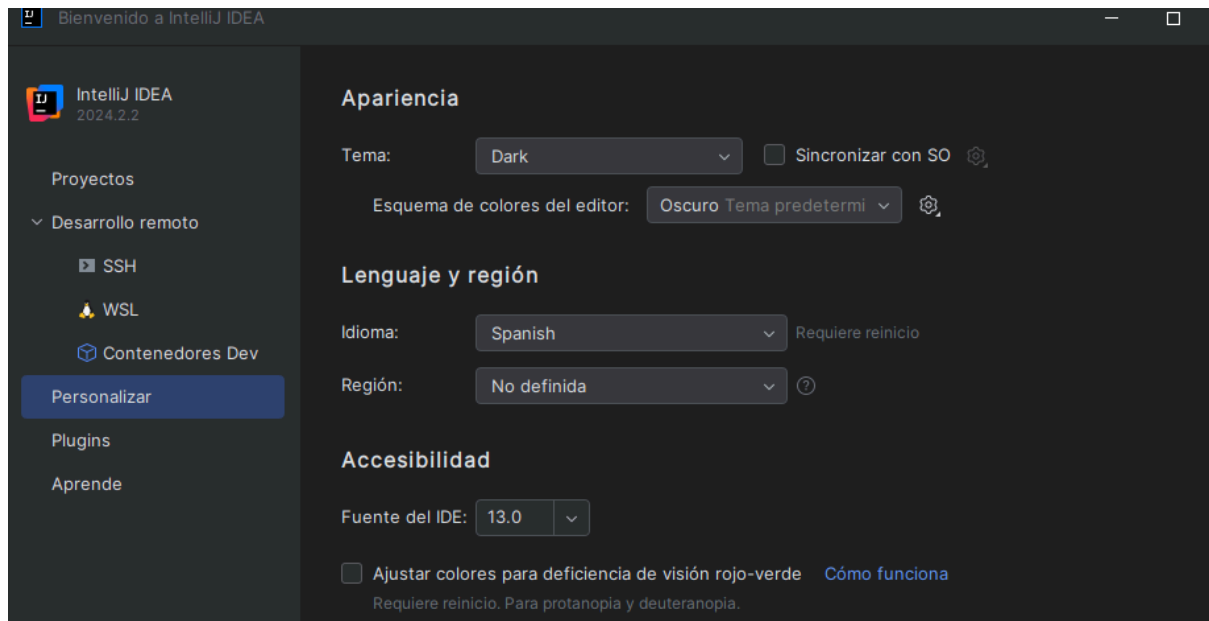 Bienvenido a IntelliJ IDEA
IntelliJ IDEA
2024.2.2
Proyectos
Desarrollo remoto
SSH
WSL
Contenedores Dev
Personalizar
Plugins
Aprende
Apariencia
Tema: Dark Sincronizar con SO
Esquema de colores del editor: Oscuro Tema predetermi
Lenguaje y región
Idioma: Spanish Requiere reinicio
Región: No definida
Accesibilidad
Fuente del IDE: 13.0
Ajustar colores para deficiencia de visión rojo-verde Cómo funciona
Requiere reinicio. Para protanopia y deuteranopia.